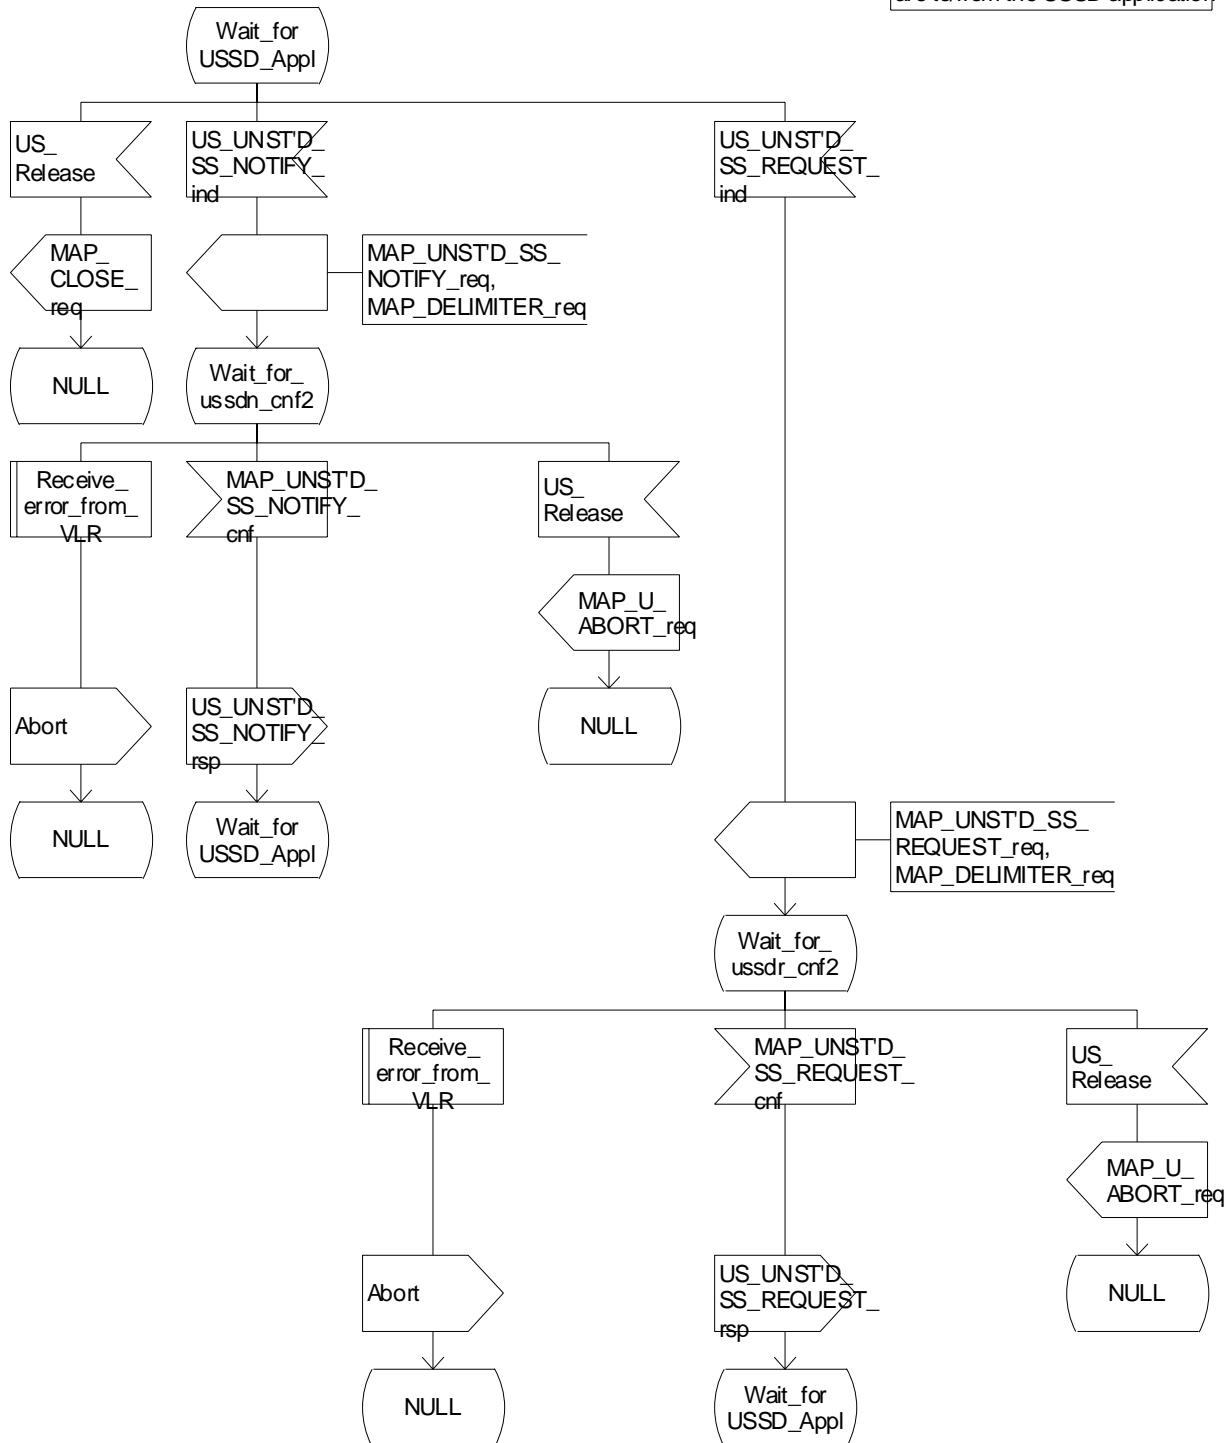 are to/from the USSD application
Wait_for
USSD_Appl
US_
Release
US_UNST'D_
SS_NOTIFY_
ind
US_UNST'D_
SS_REQUEST_
ind
MAP_
CLOSE_
req
MAP_UNST'D_SS_
NOTIFY_req,
MAP_DELIMITER_req
NULL
Wait_for_
ussdn_cnf2
Receive_
error_from_
VLR
MAP_UNST'D_
SS_NOTIFY_
cnf
US_
Release
MAP_U_
ABORT_req
Abort
US_UNST'D_
SS_NOTIFY_
rsp
NULL
NULL
Wait_for
USSD_Appl
MAP_UNST'D_SS_
REQUEST_req,
MAP_DELIMITER_req
Wait_for_
ussdr_cnf2
Receive_
error_from_
VLR
MAP_UNST'D_
SS_REQUEST_
cnf
US_
Release
MAP_U_
ABORT_req
Abort
US_UNST'D_
SS_REQUEST_
rsp
NULL
NULL
Wait_for
USSD_Appl